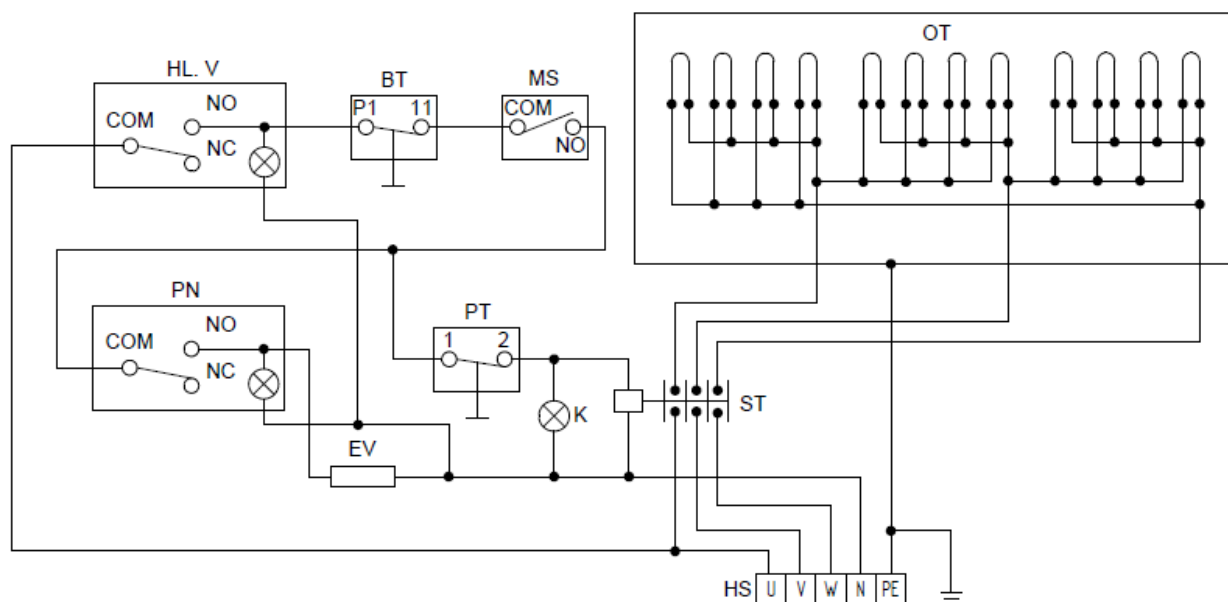 OT
HL. V
BT
MS
NO
P1 11
COM
COM
NC
NO
PN
NO
PT
COM
1 2
NC
K
ST
EV
HS U V W N PE